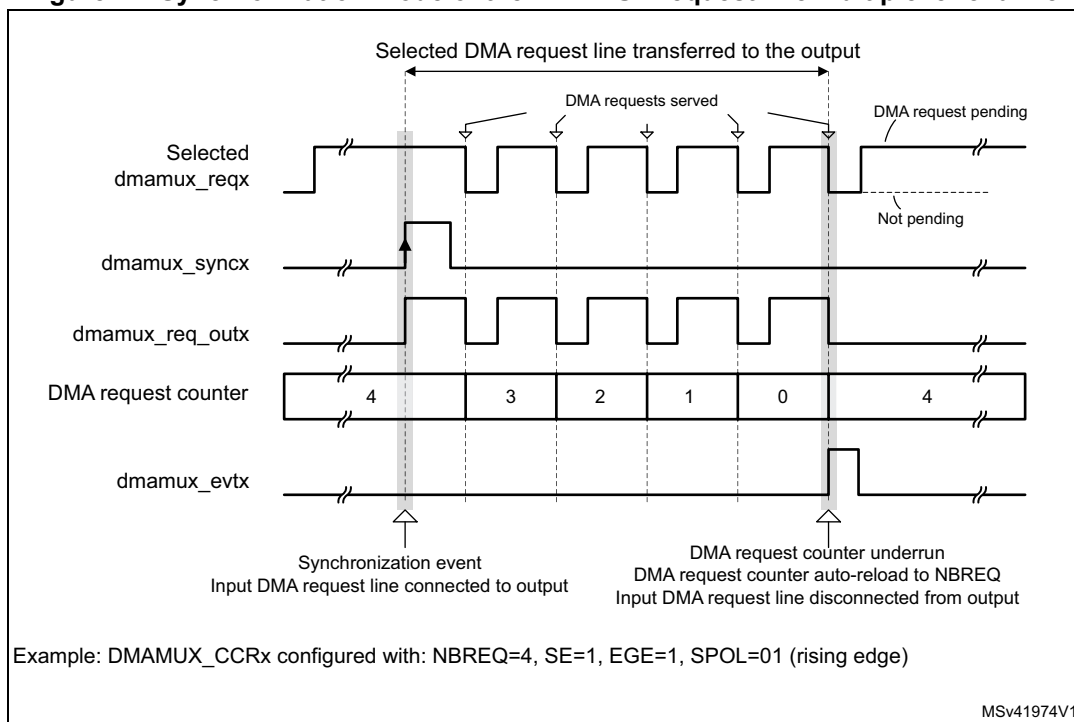 Selected DMA request line transferred to the output
DMA requests served
DMA request pending
Selected
dmamux_reqx
Not pending
dmamux_syncx
dmamux_req_outx
DMA request counter
4
3
2
1
0
4
dmamux_evtx
Synchronization event
Input DMA request line connected to output
DMA request counter underrun
DMA request counter auto-reload to NBREQ
Input DMA request line disconnected from output
Example: DMAMUX_CCRx configured with: NBREQ=4, SE=1, EGE=1, SPOL=01 (rising edge)
MSv41974V1